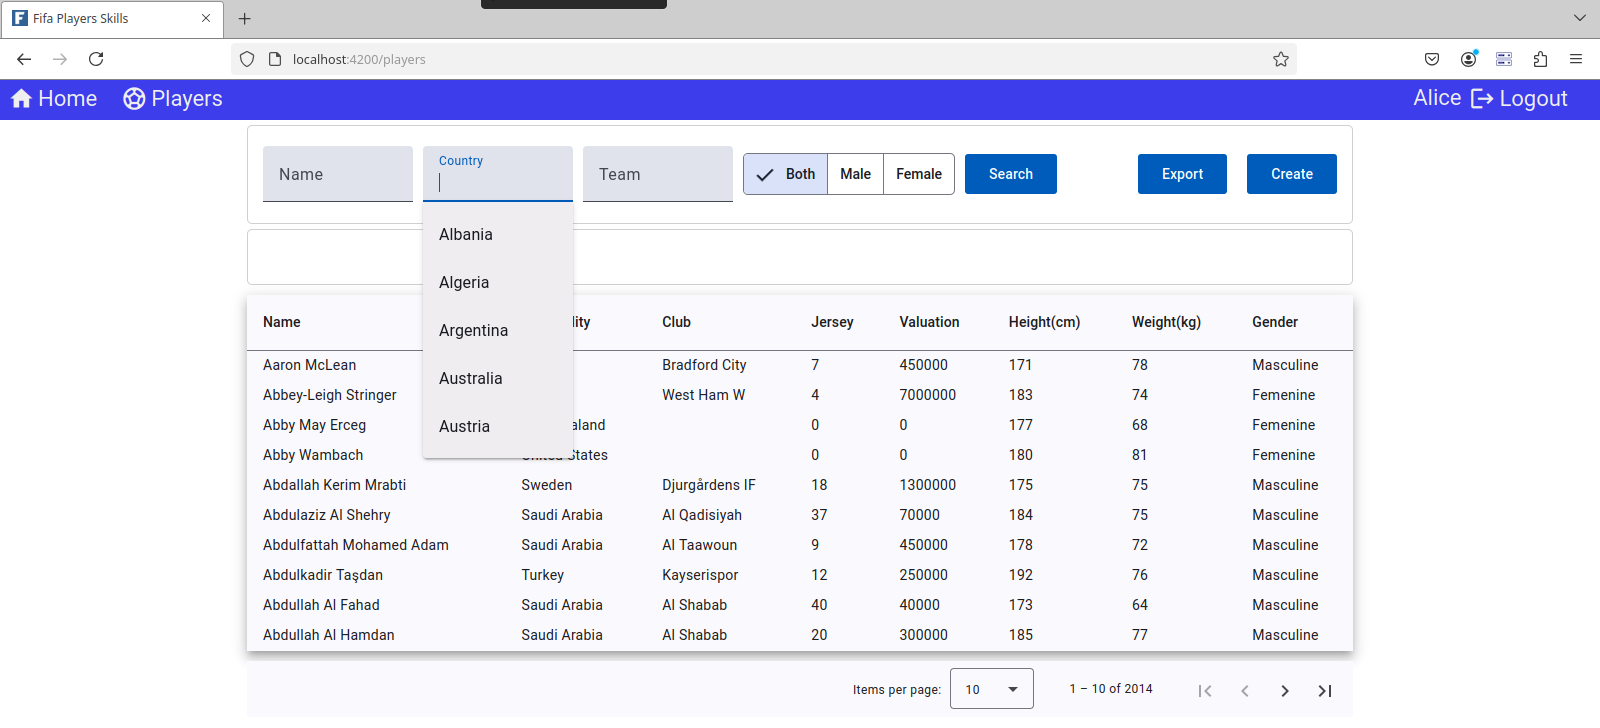 Fifa Players Skills
localhost:4200/players
Home Players Alice Logout
Name Country Team Both Male Female Search Export Create
Albania
Algeria
Argentina
Australia
Austria
Name lity Club Jersey Valuation Height(cm) Weight(kg) Gender
Aaron McLean Bradford City 7 450000 171 78 Masculine
Abbey-Leigh Stringer West Ham W 4 7000000 183 74 Femenine
Abby May Erceg aland 0 0 177 68 Femenine
Abby Wambach United States 0 0 180 81 Femenine
Abdallah Kerim Mrabti Sweden Djurgårdens IF 18 1300000 175 75 Masculine
Abdulaziz Al Shehry Saudi Arabia Al Qadisiyah 37 70000 184 75 Masculine
Abdulfattah Mohamed Adam Saudi Arabia Al Taawoun 9 450000 178 72 Masculine
Abdulkadir Taşdan Turkey Kayserispor 12 250000 192 76 Masculine
Abdullah Al Fahad Saudi Arabia Al Shabab 40 40000 173 64 Masculine
Abdullah Al Hamdan Saudi Arabia Al Shabab 20 300000 185 77 Masculine
Items per page: 10 1 – 10 of 2014